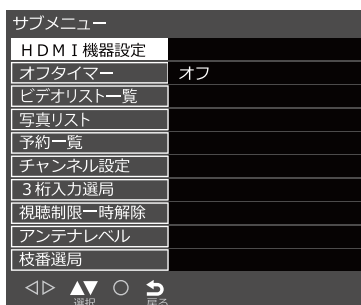 サブメニュー
ＨＤＭＩ機器設定
オフタイマー　オフ
ビデオリスト一覧
写真リスト
予約一覧
チャンネル設定
３桁入力選局
視聴制限一時解除
アンテナレベル
枝番選局
選択　戻る